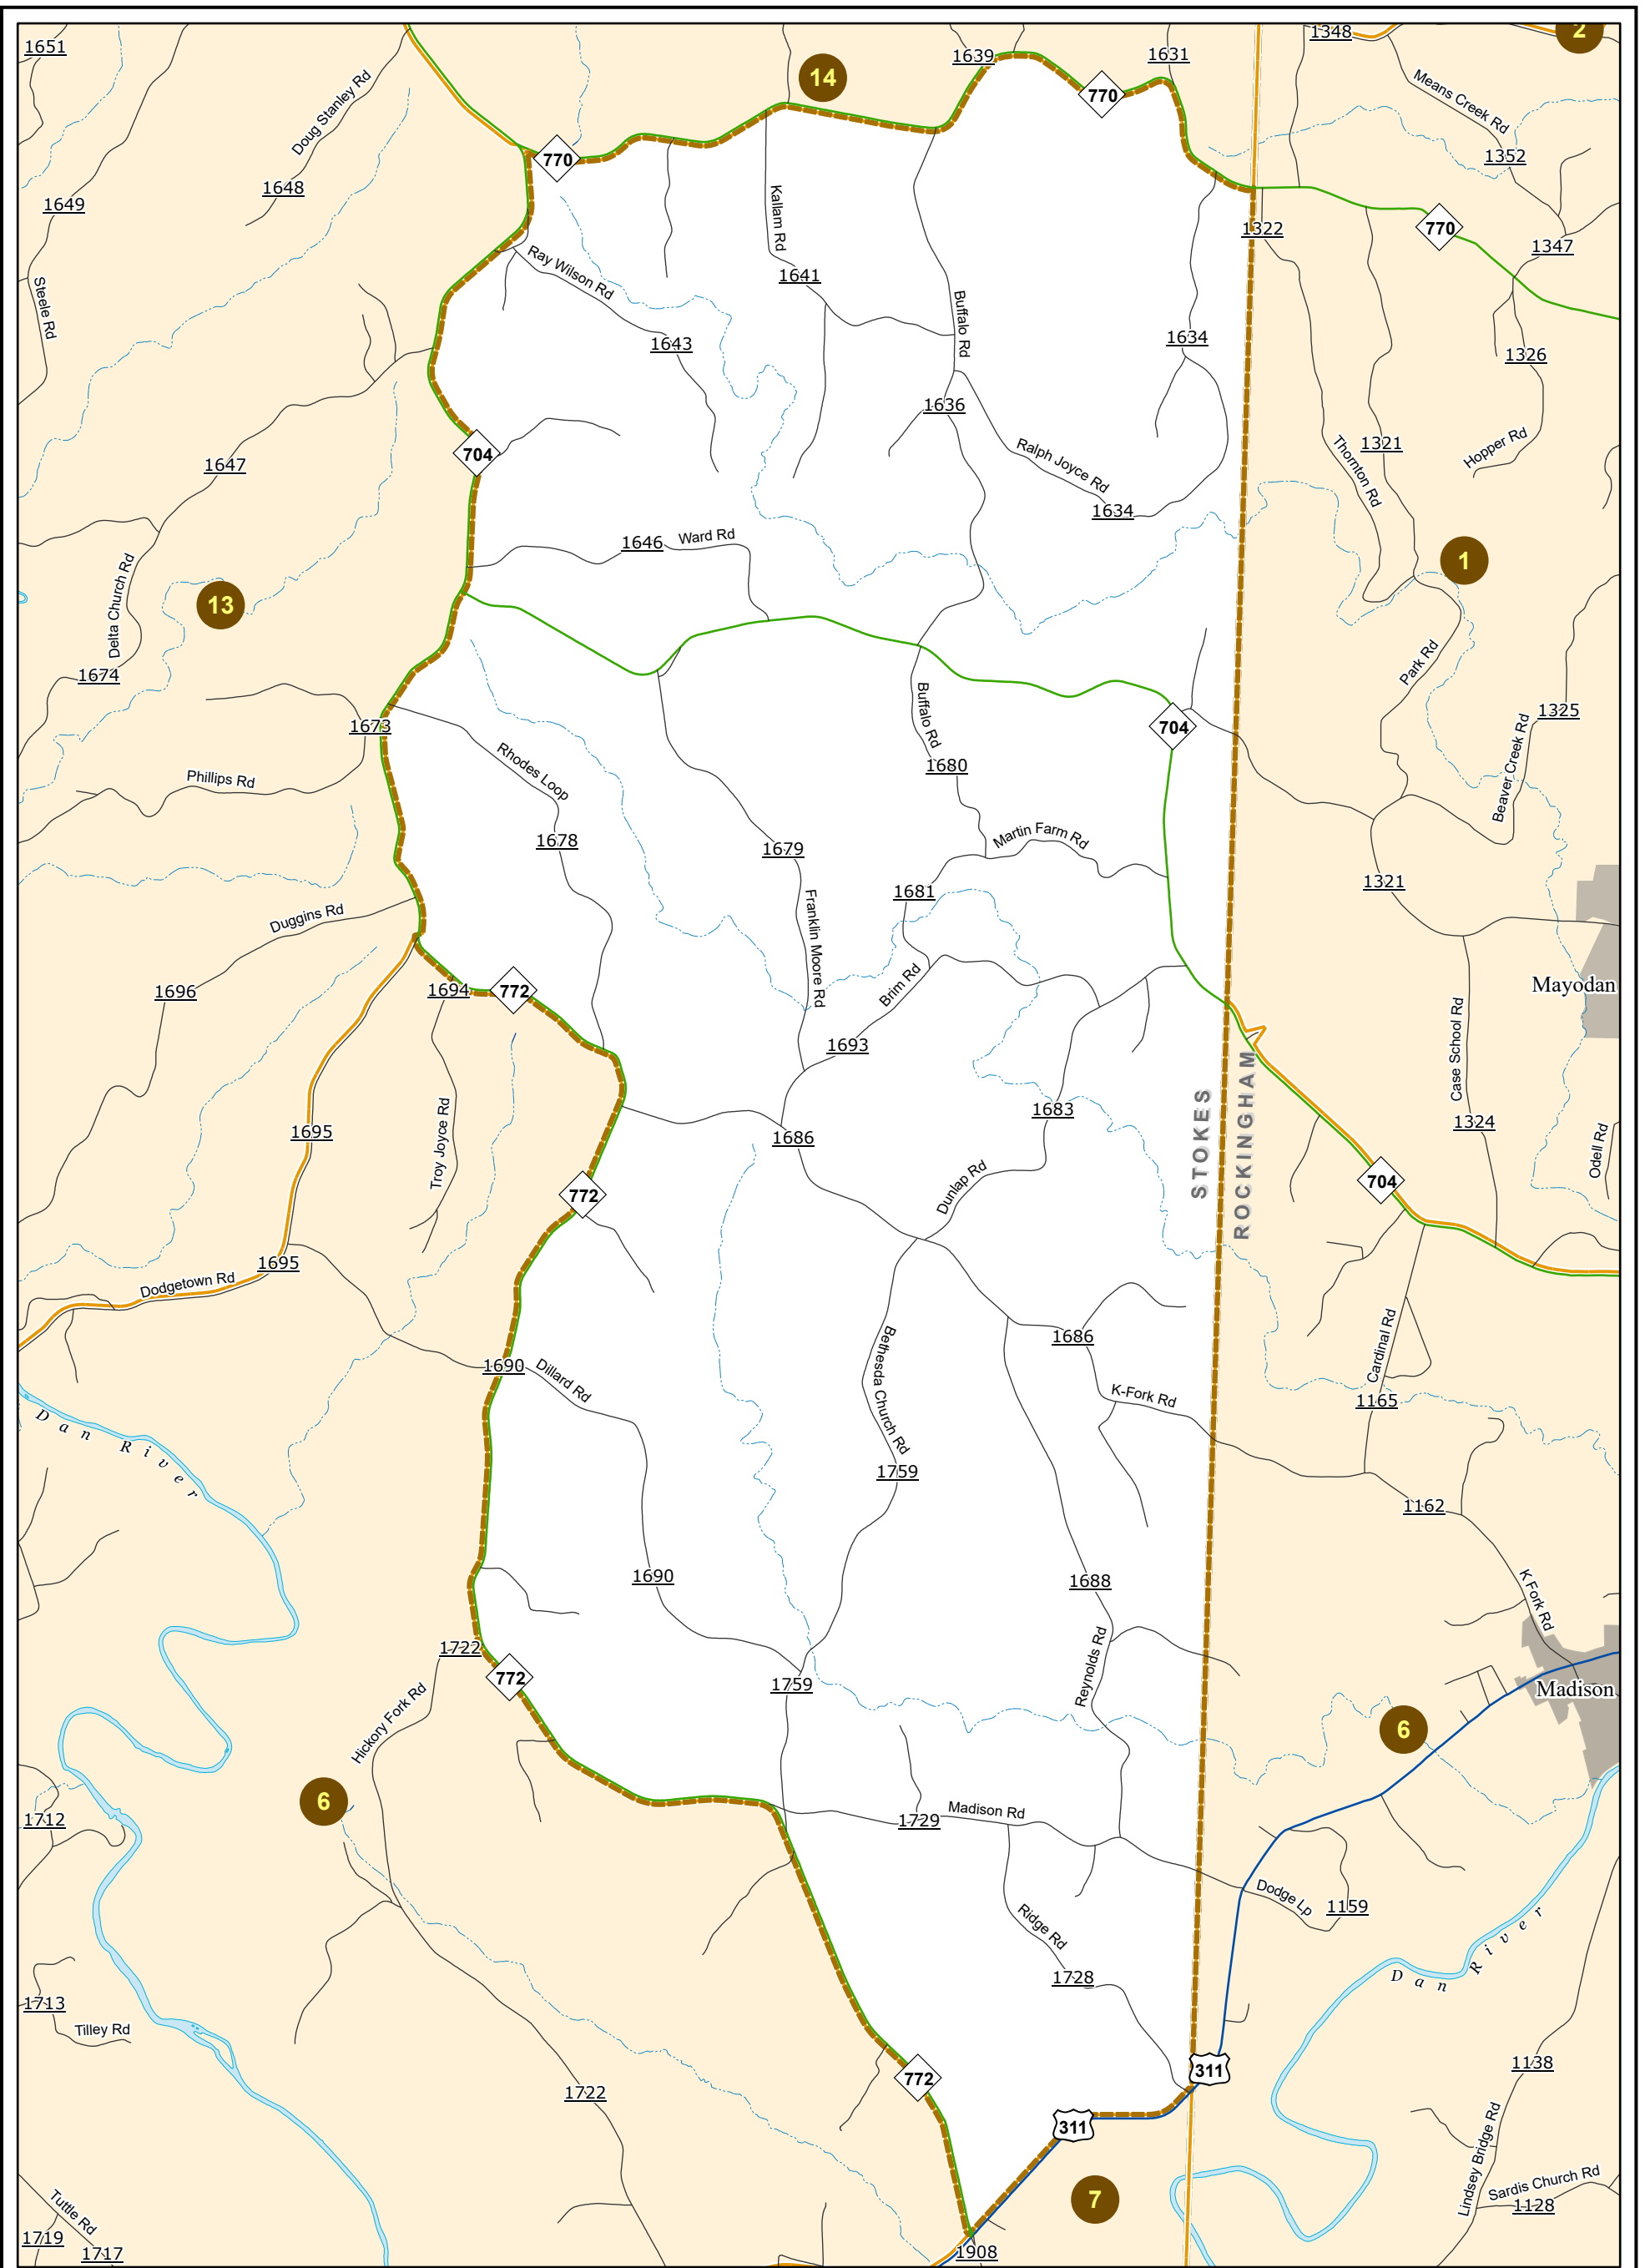 1651
1639
1631
1348
2
14
770
Doug Stanley Rd
Means Creek Rd
770
1352
1648
1649
Kallam Rd
1322
770
1347
Ray Wilson Rd
1641
Steele Rd
Buffalo Rd
1643
1634
1326
1636
704
1647
Ralph Joyce Rd
Thornton Rd
1321
Hopper Rd
1634
1646
Ward Rd
1
Delta Church Rd
13
1674
Park Rd
1673
Buffalo Rd
704
1325
Rhodes Loop
1680
Beaver Creek Rd
Phillips Rd
1678
1679
Martin Farm Rd
1681
1321
Duggins Rd
Franklin Moore Rd
1696
1694
772
Brim Rd
Mayodan
1693
Case School Rd
1695
Troy Joyce Rd
1686
1683
STOKES
ROCKINGHAM
1324
Odell Rd
772
Dunlap Rd
704
1695
Dodgetown Rd
1690
Dillard Rd
Bethesda Church Rd
1686
Cardinal Rd
K-Fork Rd
1165
Dan River
1759
1162
1690
1688
K Fork Rd
1722
772
1759
Reynolds Rd
Madison
Hickory Fork Rd
6
6
1712
1729
Madison Rd
Dodge Lp
1159
Ridge Rd
Dan River
1728
1713
Tilley Rd
1138
311
772
1722
311
Lindsey Bridge Rd
7
Sardis Church Rd
1128
Tuttle Rd
1719
1717
1908